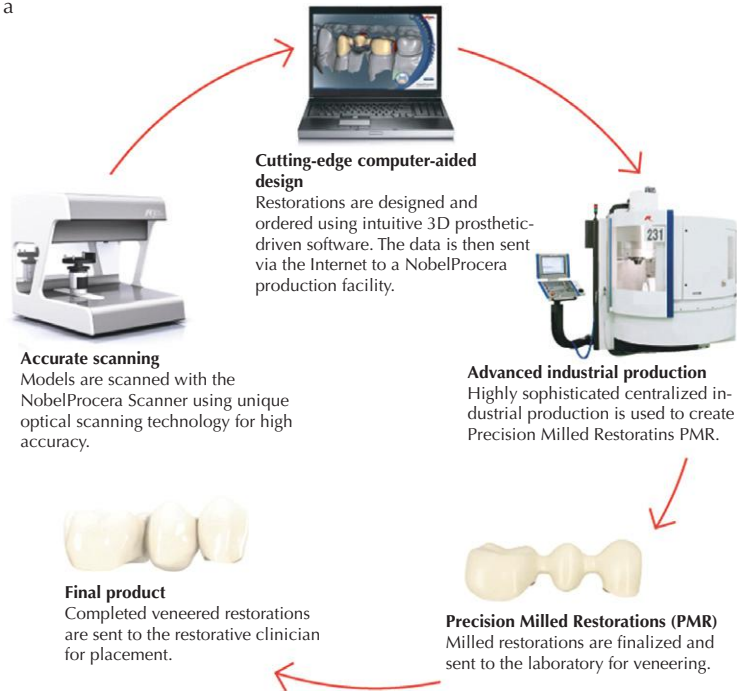 a
Cutting-edge computer-aided
design
Restorations are designed and
ordered using intuitive 3D prosthetic-
driven software. The data is then sent
via the Internet to a NobelProcera
production facility.
231
Accurate scanning
Models are scanned with the
NobelProcera Scanner using unique
optical scanning technology for high
accuracy.
Advanced industrial production
Highly sophisticated centralized in-
dustrial production is used to create
Precision Milled Restoratins PMR.
Final product
Completed veneered restorations
are sent to the restorative clinician
for placement.
Precision Milled Restorations (PMR)
Milled restorations are finalized and
sent to the laboratory for veneering.